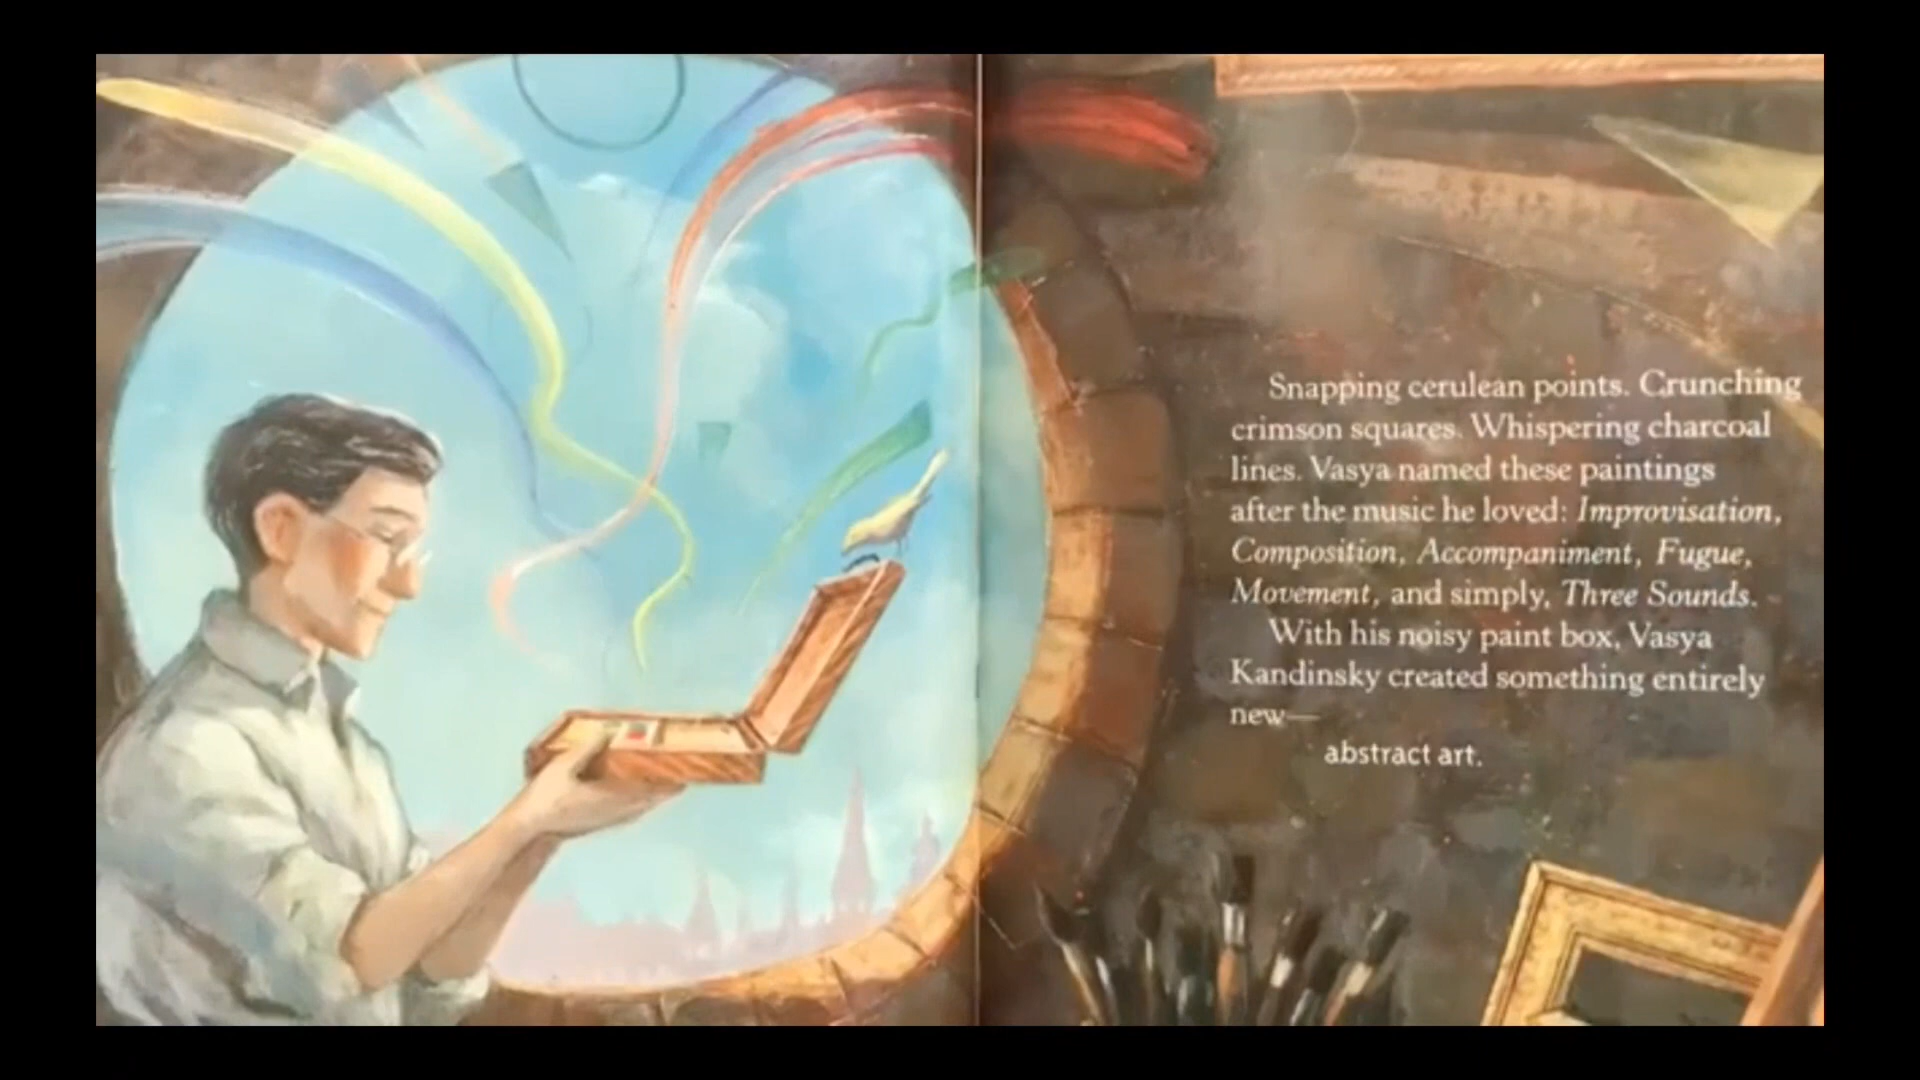 Snapping cerulean points. Crunching
crimson squares. Whispering charcoal
lines. Vasya named these paintings
after the music he loved: Improvisation,
Composition, Accompaniment, Fugue,
Movement, and simply, Three Sounds.
With his noisy paint box, Vasya
Kandinsky created something entirely
new—
abstract art.